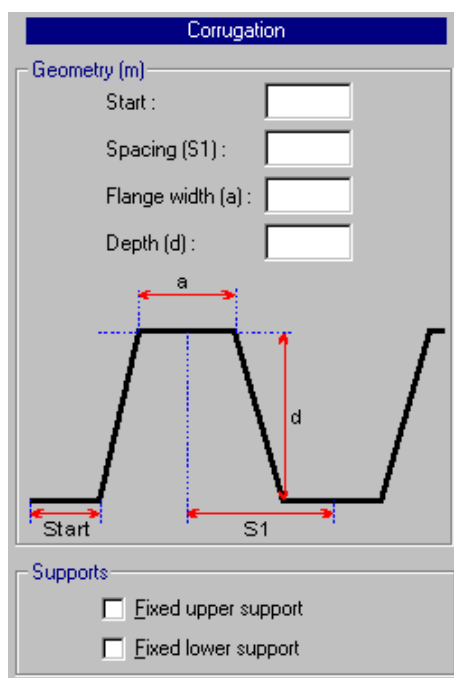 Corrugation
Geometry (m)
Start :
Spacing (S1) :
Flange width (a) :
Depth (d) :
a
d
Start
S1
Supports
Fixed upper support
Fixed lower support